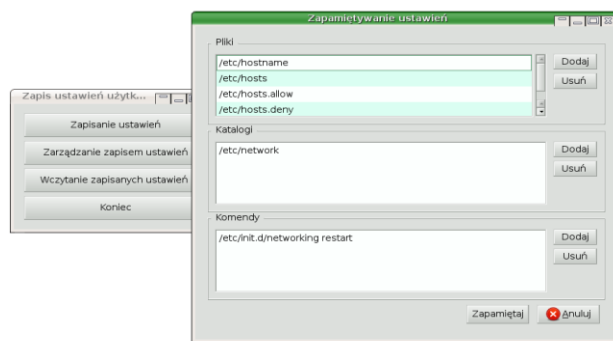 Zapis ustawień użytk...
Zapisanie ustawień
Zarządzanie zapisem ustawień
Wczytanie zapisanych ustawień
Koniec
Zapamiętywanie ustawień
Pliki
/etc/hostname
/etc/hosts
/etc/hosts.allow
/etc/hosts.deny
Dodaj
Usuń
Katalogi
/etc/network
Dodaj
Usuń
Komendy
/etc/init.d/networking restart
Dodaj
Usuń
Zapamiętaj
Anuluj